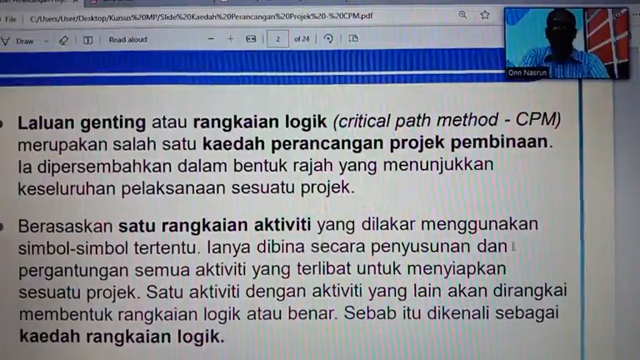 File | C:/Users/User/Desktop/Kursus%20MP/Slide%20Kaedah%20Perancangan%20Projek%20-%20CPM.pdf
Draw
Read aloud
2 of 24
Onn Nasrun
Laluan genting atau rangkaian logik (critical path method - CPM)
merupakan salah satu kaedah perancangan projek pembinaan.
Ia dipersembahkan dalam bentuk rajah yang menunjukkan
keseluruhan pelaksanaan sesuatu projek.
Berasaskan satu rangkaian aktiviti yang dilakar menggunakan
simbol-simbol tertentu. Ianya dibina secara penyusunan dan
pergantungan semua aktiviti yang terlibat untuk menyiapkan
sesuatu projek. Satu aktiviti dengan aktiviti yang lain akan dirangkai
membentuk rangkaian logik atau benar. Sebab itu dikenali sebagai
kaedah rangkaian logik.